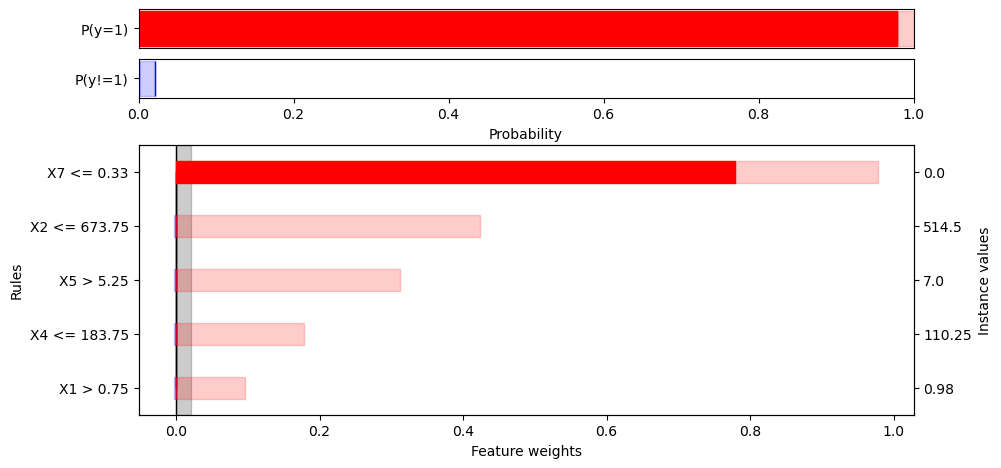 P(y=1)
P(y!=1)
0.0 0.2 0.4 0.6 0.8 1.0
Probability
X7 <= 0.33 0.0
X2 <= 673.75 514.5
X5 > 5.25 7.0
X4 <= 183.75 110.25
X1 > 0.75 0.98
Rules
Instance values
0.0 0.2 0.4 0.6 0.8 1.0
Feature weights